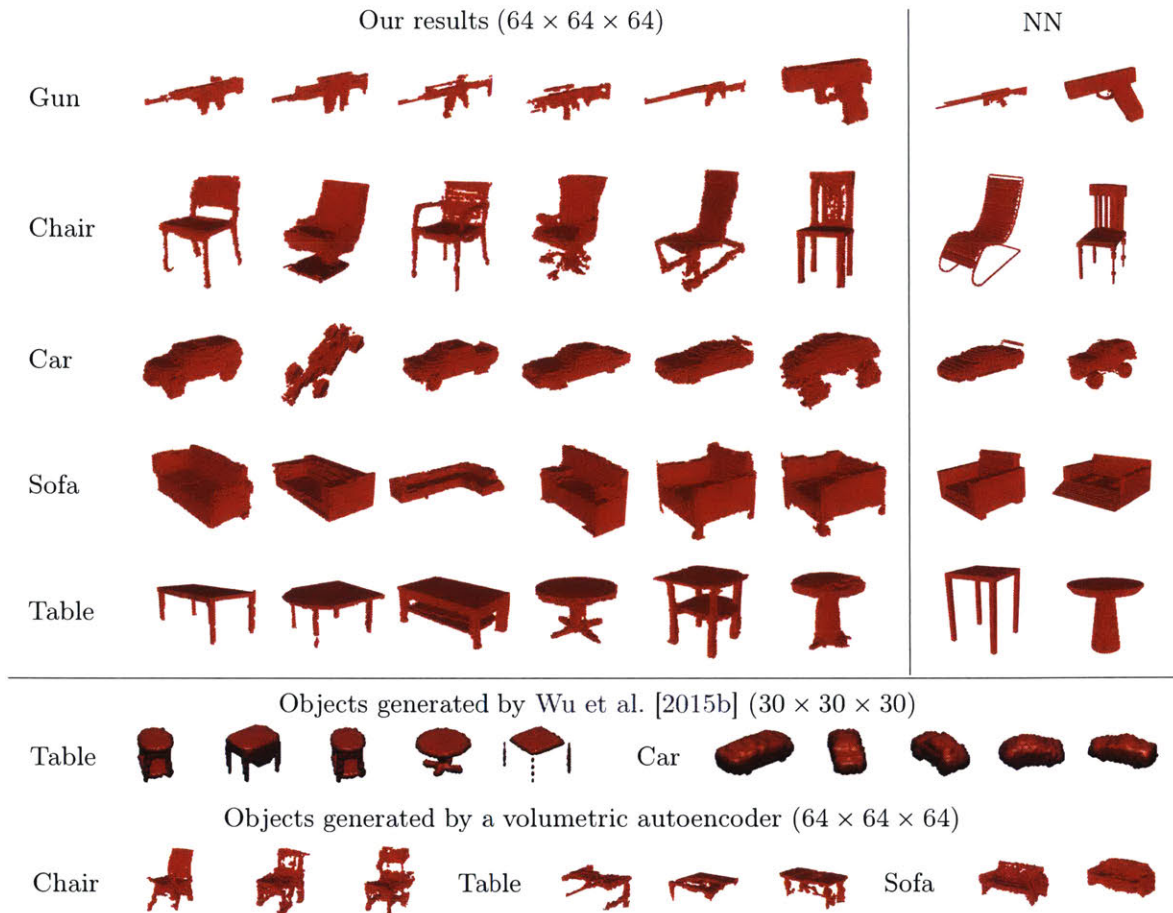 Our results (64 × 64 × 64) NN
Gun
Chair
Car
Sofa
Table
Objects generated by Wu et al. [2015b] (30 × 30 × 30)
Table Car
Objects generated by a volumetric autoencoder (64 × 64 × 64)
Chair Table Sofa